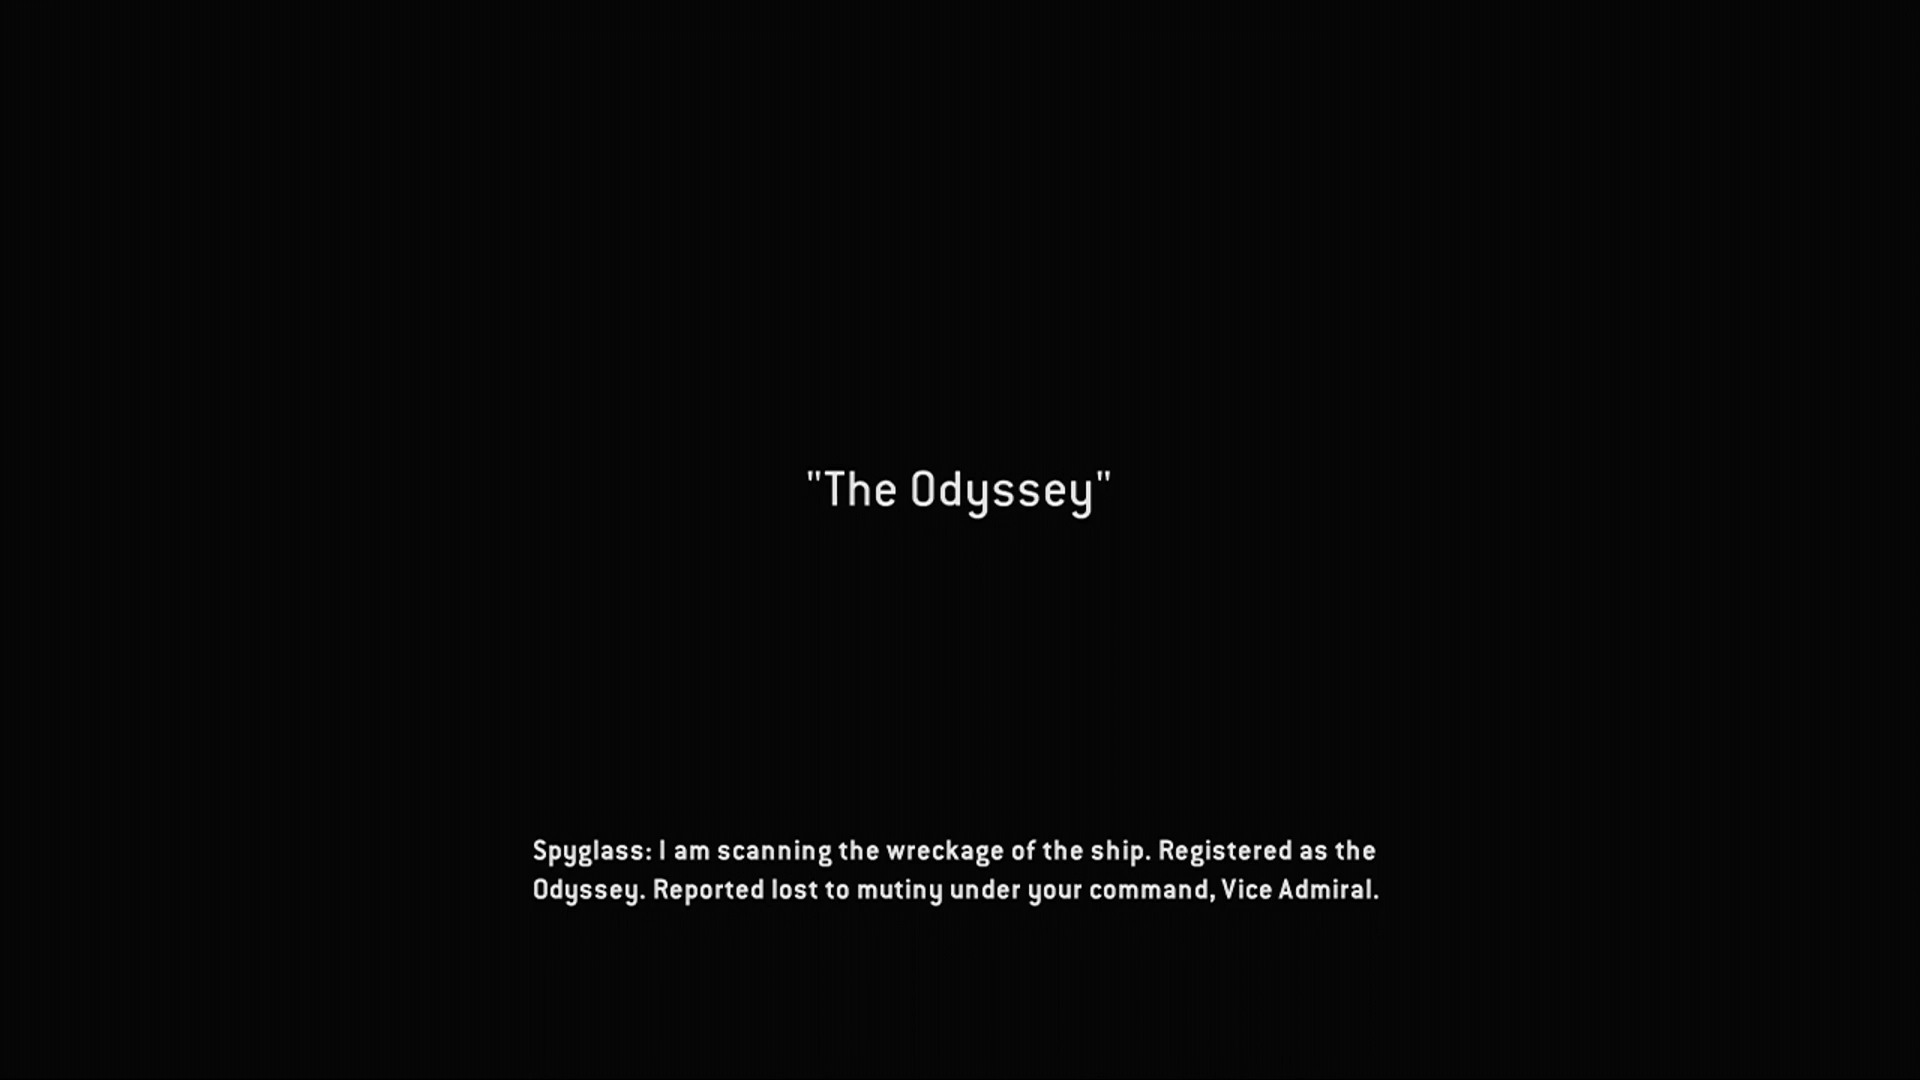 "The Odyssey"
Spyglass: I am scanning the wreckage of the ship. Registered as the
Odyssey. Reported lost to mutiny under your command, Vice Admiral.